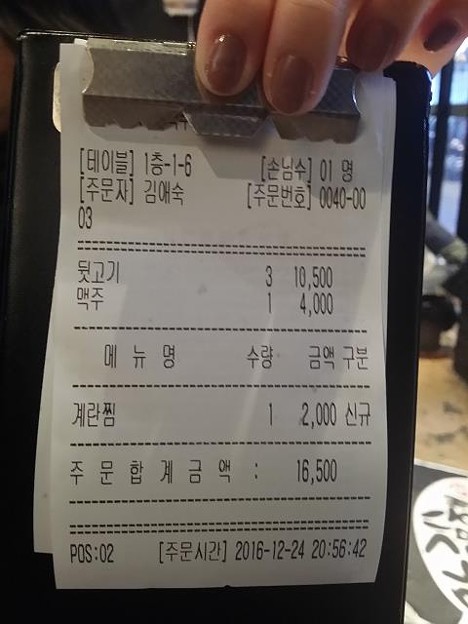 [테이블] 1층-1-6 [손님수] 01 명
[주문자] 김애숙 [주문번호] 0040-00
03
뒷고기 3 10,500
맥주 1 4,000
메 뉴 명 수량 금액 구분
계란찜 1 2,000 신규
주 문 합 계 금 액 : 16,500
POS:02 [주문시간] 2016-12-24 20:56:42